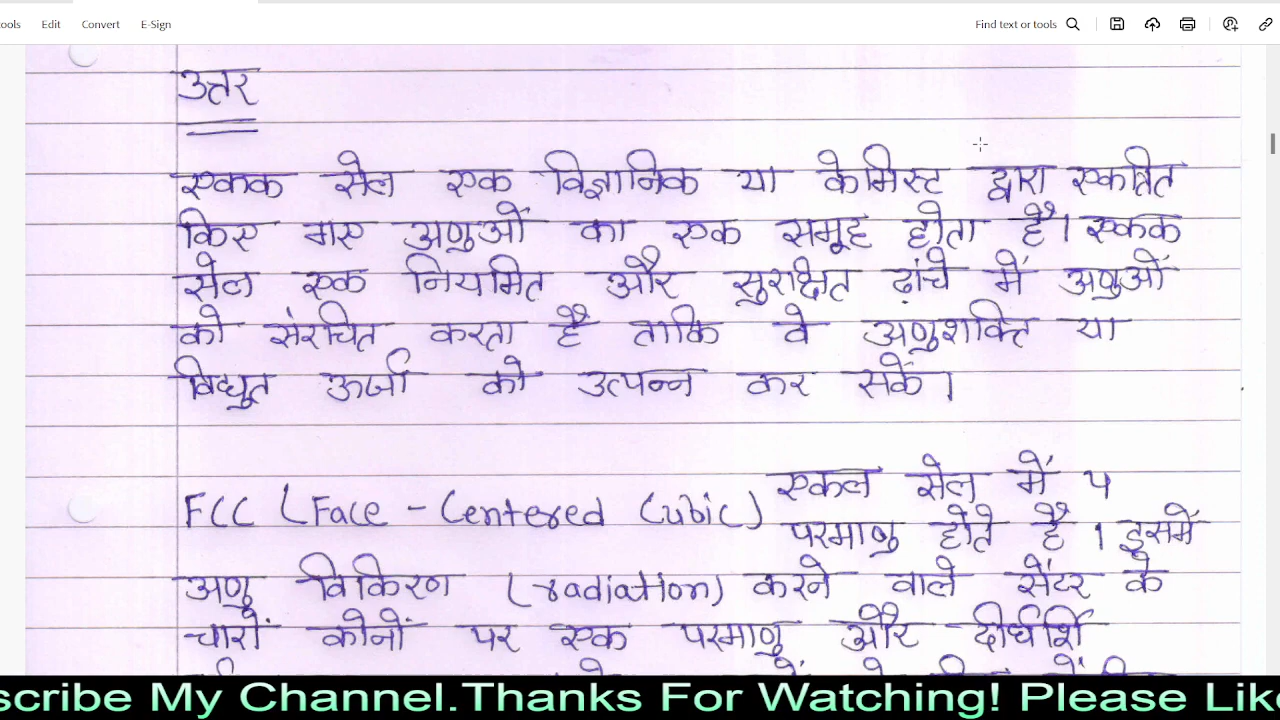 ools Edit Convert E-Sign Find text or tools
उत्तर
एकक सेल एक विज्ञानिक या केमिस्ट द्वारा एकत्रित
किए गए अणुओं का एक समूह होता है। एकक
सेल एक नियमित और सुरक्षित ढ़ांचे में अणुओं
को संरचित करता है ताकि वे अणुशक्ति या
विद्युत ऊर्जा को उत्पन्न कर सकें।
FCC (Face - Centered Cubic) एकल सेल में 4
परमाणु होते है । इसमें
अणु विकिरण (radiation) करने वाले सेंटर के
चारों कोनों पर एक परमाणु और
scribe My Channel.Thanks For Watching! Please Like